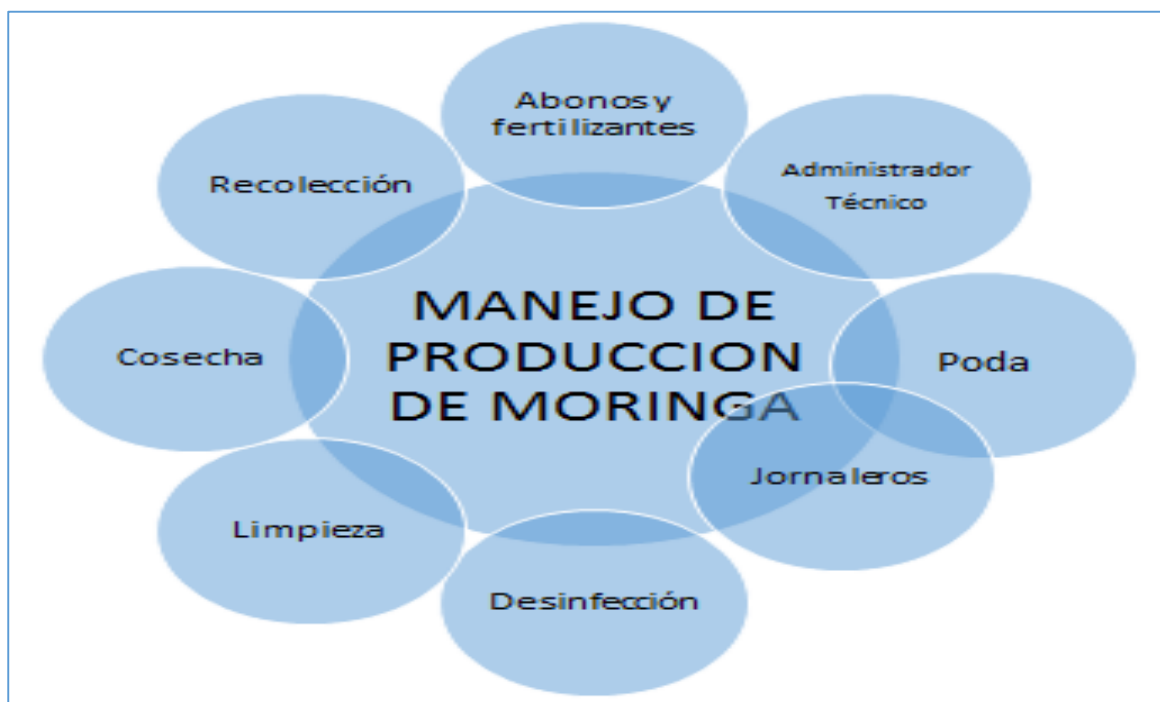 Abonos y
fertilizantes
Administrador
Técnico
Recolección
MANEJO DE
PRODUCCION
DE MORINGA
Cosecha
Poda
Jornaleros
Limpieza
Desinfección